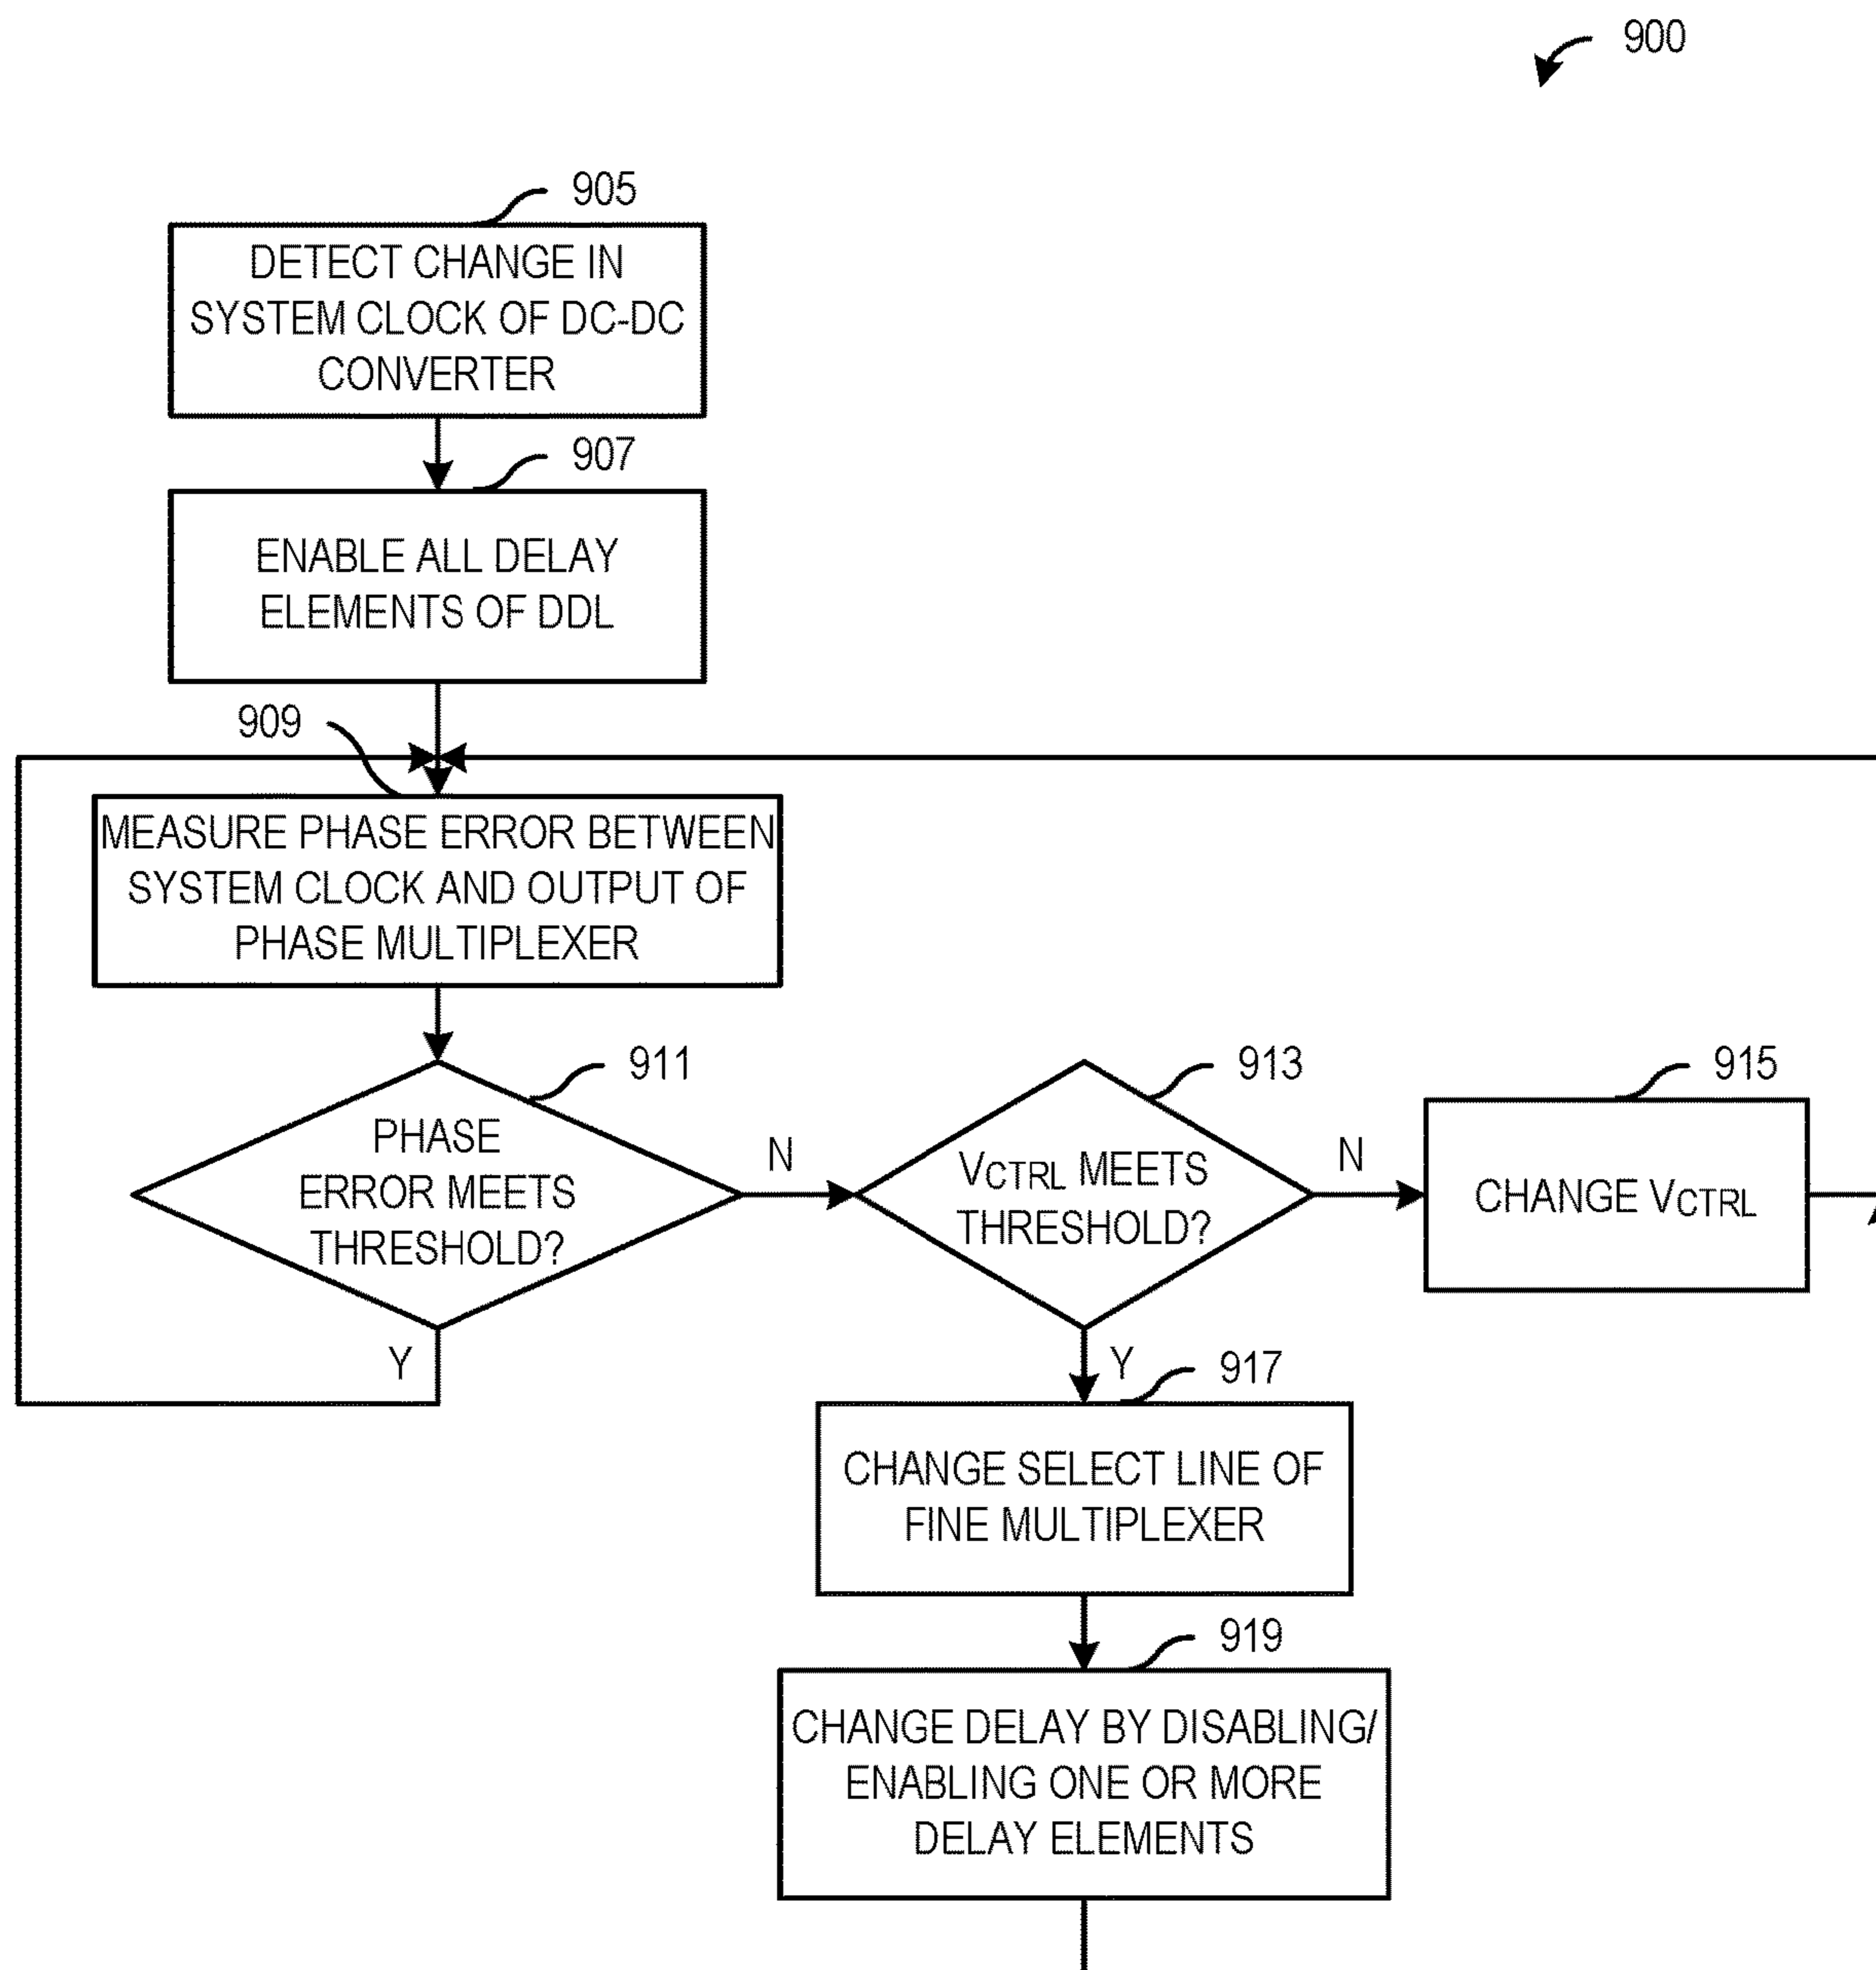 900
905
DETECT CHANGE IN
SYSTEM CLOCK OF DC-DC
CONVERTER
907
ENABLE ALL DELAY
ELEMENTS OF DDL
909
MEASURE PHASE ERROR BETWEEN
SYSTEM CLOCK AND OUTPUT OF
PHASE MULTIPLEXER
911
PHASE
ERROR MEETS
THRESHOLD?
N
Y
913
VCTRL MEETS
THRESHOLD?
N
Y
915
CHANGE VCTRL
917
CHANGE SELECT LINE OF
FINE MULTIPLEXER
919
CHANGE DELAY BY DISABLING/
ENABLING ONE OR MORE
DELAY ELEMENTS